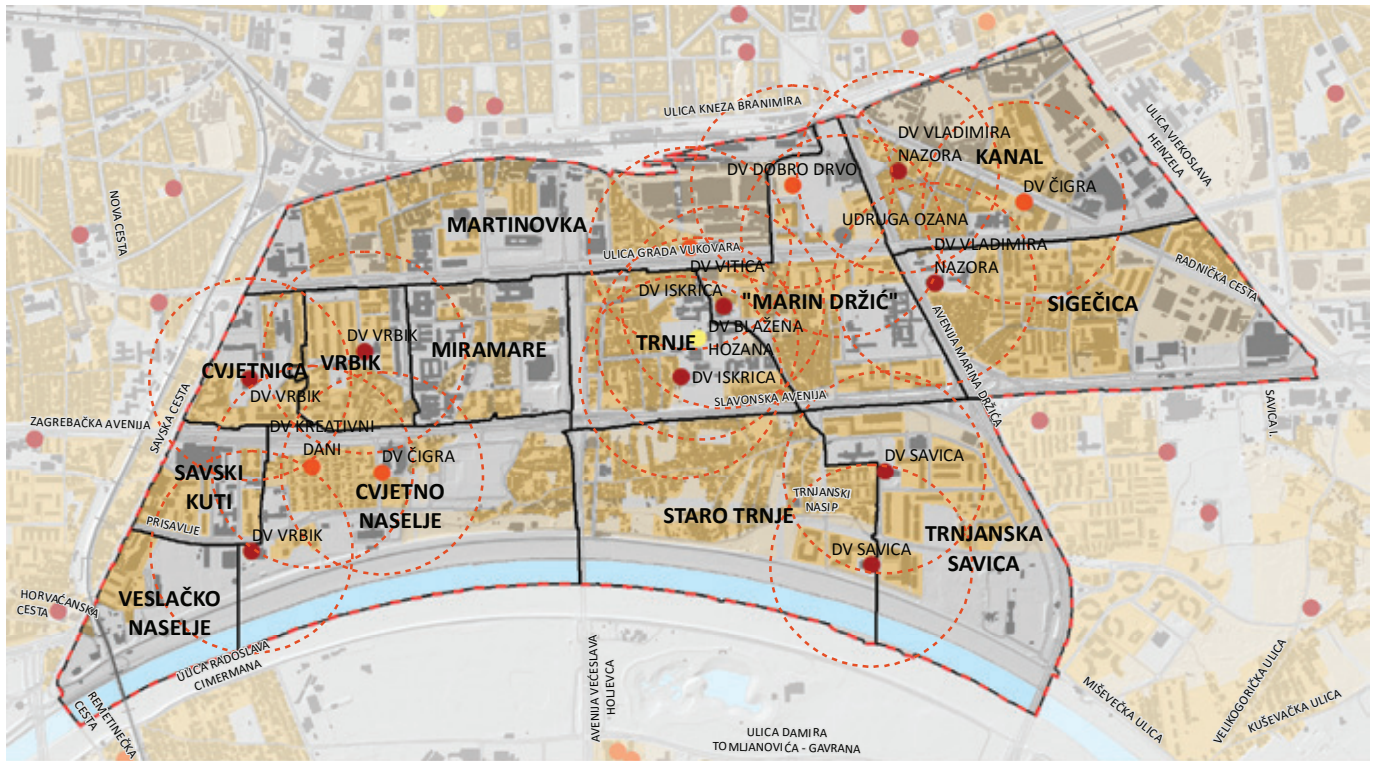 ULICA KNEZA BRANIMIRA
ULICA VJEKOSLAVA
HEINZELA
DV VLADIMIRA
NAZORA
KANAL
DV DOBRO DRVO
DV ČIGRA
NOVA CESTA
MARTINOVKA
UDRUGA OZANA
ULICA GRADA VUKOVARA
DV VLADIMIRA
NAZORA
RADNIČKA CESTA
DV VITICA
DV ISKRICA
"MARIN DRŽIĆ"
SIGEČICA
DV BLAŽENA
HOZANA
TRNJE
DV VRBIK
VRBIK
MIRAMARE
CVJETNICA
DV ISKRICA
AVENIJA MARINA DRŽIĆA
DV VRBIK
SLAVONSKA AVENIJA
SAVSKA CESTA
ZAGREBAČKA AVENIJA
SAVICA I.
DV KREATIVNI
DANI
DV ČIGRA
DV SAVICA
SAVSKI
KUTI
CVJETNO
NASELJE
TRNJANSKI
NASIP
STARO TRNJE
PRISAVLJE
DV VRBIK
TRNJANSKA
SAVICA
DV SAVICA
VESLAČKO
NASELJE
HORVAĆANSKA
CESTA
ULICA RADOSLAVA
CIMERMANA
REMETINEČKA
CESTA
AVENIJA VEĆESLAVA
HOLJEVCA
MIŠEVEČKA ULICA
VELIKOGORIČKA ULICA
KUŠEVAČKA ULICA
ULICA DAMIRA
TOMLJANOVIĆA - GAVRANA